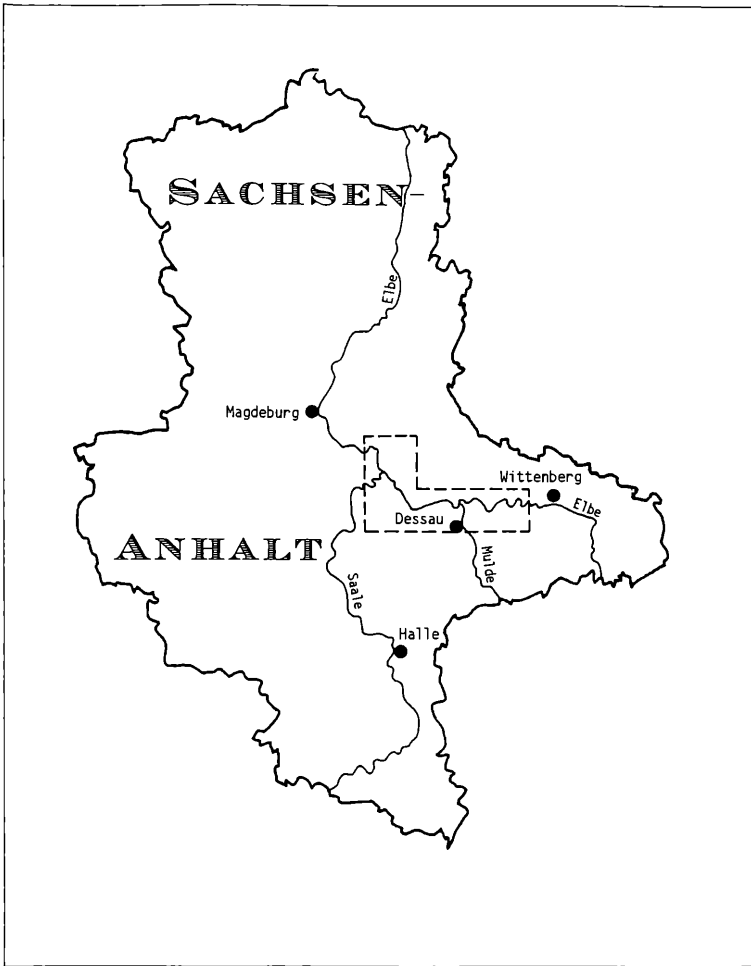 SACHSEN-
Elbe
Magdeburg
Wittenberg
Elbe
Dessau
ANHALT
Mulde
Saale
Halle